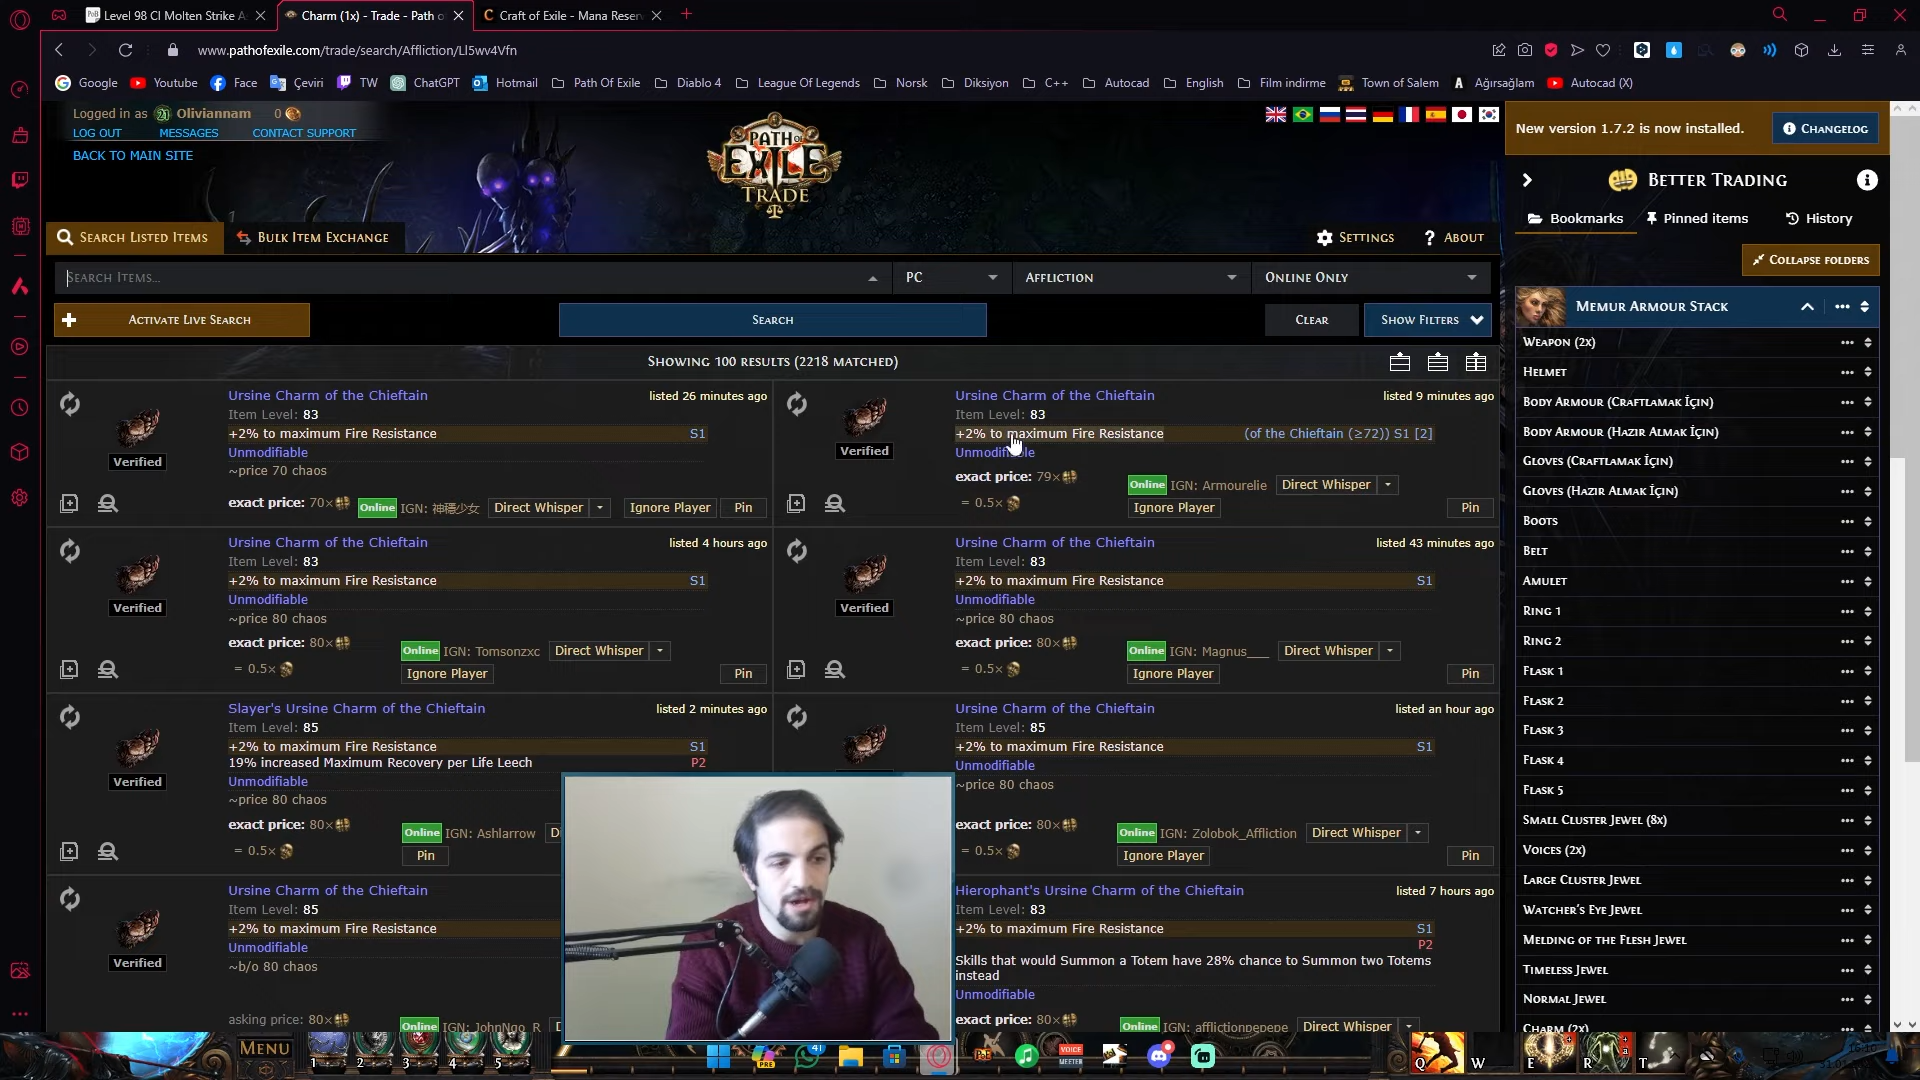 Level 98 CI Molten Strike A
Charm (1x) - Trade - Path o
Craft of Exile - Mana Reser
www.pathofexile.com/trade/search/Affliction/Ll5wv4Vfn
Google
Youtube
Face
Çeviri
TW
ChatGPT
Hotmail
Path Of Exile
Diablo 4
League Of Legends
Norsk
Diksiyon
C++
Autocad
English
Film indirme
Town of Salem
Ağırsağlam
Autocad (X)
Logged in as Oliviannam 0
LOG OUT MESSAGES CONTACT SUPPORT
BACK TO MAIN SITE
PATH OF EXILE TRADE
Search Listed Items
Bulk Item Exchange
Settings
About
Search Items...
PC
Affliction
Online Only
Activate Live Search
Search
Clear
Show Filters
Showing 100 results (2218 matched)
Ursine Charm of the Chieftain listed 26 minutes ago
Item Level: 83
+2% to maximum Fire Resistance S1
Unmodifiable
~price 70 chaos
Verified
exact price: 70× Online IGN: 神穩少女 Direct Whisper Ignore Player Pin
Ursine Charm of the Chieftain listed 9 minutes ago
Item Level: 83
+2% to maximum Fire Resistance (of the Chieftain (≥72)) S1 [2]
Unmodifiable
Verified
exact price: 79×
= 0.5×
Online IGN: Armourelie Direct Whisper
Ignore Player Pin
Ursine Charm of the Chieftain listed 4 hours ago
Item Level: 83
+2% to maximum Fire Resistance S1
Unmodifiable
Verified
~price 80 chaos
exact price: 80× Online IGN: Tomsonzxc Direct Whisper
= 0.5× Ignore Player Pin
Ursine Charm of the Chieftain listed 43 minutes ago
Item Level: 83
+2% to maximum Fire Resistance S1
Unmodifiable
Verified
~price 80 chaos
exact price: 80× Online IGN: Magnus___ Direct Whisper
= 0.5× Ignore Player Pin
Slayer's Ursine Charm of the Chieftain listed 2 minutes ago
Item Level: 85
+2% to maximum Fire Resistance S1
19% increased Maximum Recovery per Life Leech P2
Unmodifiable
Verified
~price 80 chaos
exact price: 80× Online IGN: Ashlarrow D
= 0.5× Pin
Ursine Charm of the Chieftain listed an hour ago
Item Level: 85
+2% to maximum Fire Resistance S1
Unmodifiable
~price 80 chaos
exact price: 80× Online IGN: Zolobok_Affliction Direct Whisper
= 0.5× Ignore Player Pin
Ursine Charm of the Chieftain
Item Level: 85
+2% to maximum Fire Resistance
Unmodifiable
Verified
~b/o 80 chaos
asking price: 80× Online IGN: JohnNgo_R D
Hierophant's Ursine Charm of the Chieftain listed 7 hours ago
Item Level: 83
+2% to maximum Fire Resistance S1
P2
Skills that would Summon a Totem have 28% chance to Summon two Totems
instead
Unmodifiable
exact price: 80× Online IGN: afflictionpepepe Direct Whisper
New version 1.7.2 is now installed.
Changelog
Better Trading
Bookmarks
Pinned items
History
Collapse folders
Memur Armour Stack
Weapon (2x)
Helmet
Body Armour (Craftlamak İçin)
Body Armour (Hazır Almak İçin)
Gloves (Craftlamak İçin)
Gloves (Hazır Almak İçin)
Boots
Belt
Amulet
Ring 1
Ring 2
Flask 1
Flask 2
Flask 3
Flask 4
Flask 5
Small Cluster Jewel (8x)
Voices (2x)
Large Cluster Jewel
Watcher's Eye Jewel
Melding of the Flesh Jewel
Timeless Jewel
Normal Jewel
Charm (2x)
MENU
1 2 3 4 5
PRE
41
VOICE MEETER
Q W E R T